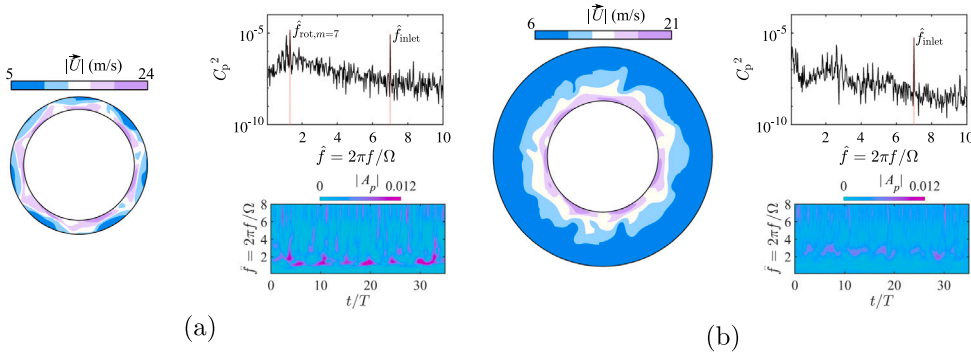 |U⃗| (m/s)
5 24
C_p^2
10^-5
10^-10
f̂_rot,m=7
f̂_inlet
2 4 6 8 10
f̂ = 2πf/Ω
|A_p|
0 0.012
f̂ = 2πf/Ω
8
6
4
2
0 10 20 30
t/T
(a)
|U⃗| (m/s)
6 21
C_p^2
10^-5
10^-10
f̂_inlet
2 4 6 8 10
f̂ = 2πf/Ω
|A_p|
0 0.012
f̂ = 2πf/Ω
8
6
4
2
0 10 20 30
t/T
(b)